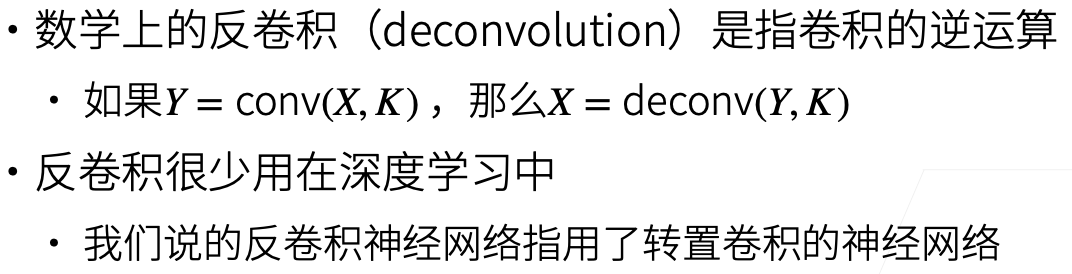 • 数学上的反卷积（deconvolution）是指卷积的逆运算
• 如果Y = conv(X, K) ，那么X = deconv(Y, K)
• 反卷积很少用在深度学习中
• 我们说的反卷积神经网络指用了转置卷积的神经网络